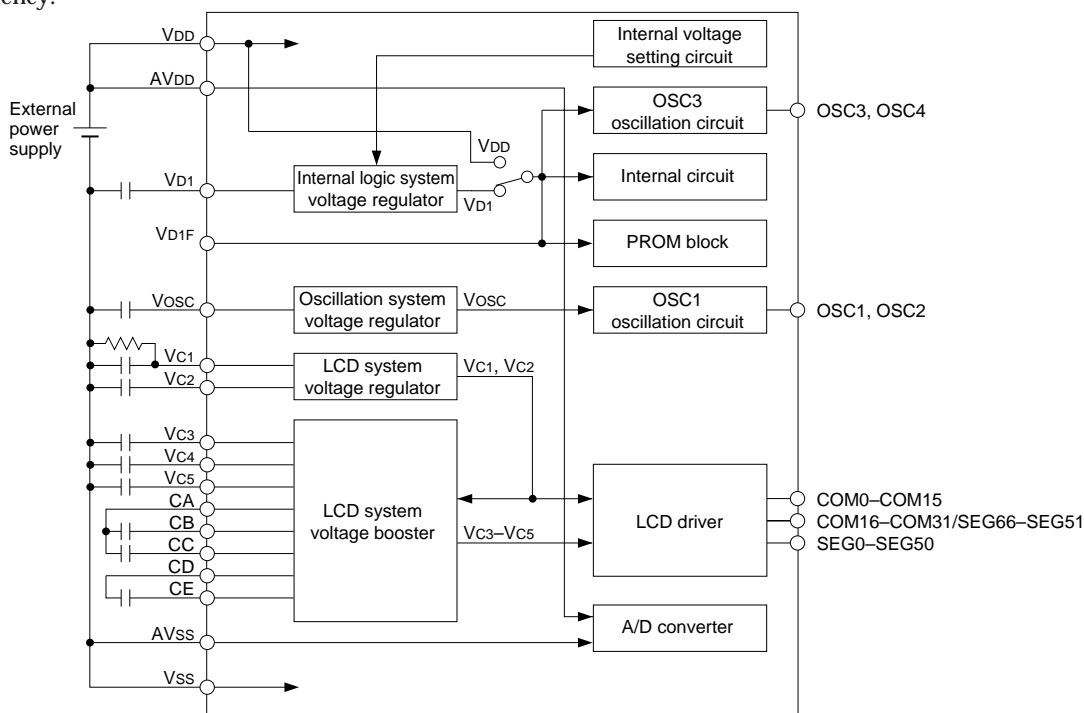 ency.
VDD
AVDD
External
power
supply
VD1
VD1F
VOSC
VC1
VC2
VC3
VC4
VC5
CA
CB
CC
CD
CE
AVSS
VSS
Internal voltage
setting circuit
OSC3
oscillation circuit
OSC3, OSC4
VDD
Internal logic system
voltage regulator
VD1
Internal circuit
PROM block
Oscillation system
voltage regulator
VOSC
OSC1
oscillation circuit
OSC1, OSC2
LCD system
voltage regulator
VC1, VC2
LCD system
voltage booster
VC3–VC5
LCD driver
COM0–COM15
COM16–COM31/SEG66–SEG51
SEG0–SEG50
A/D converter